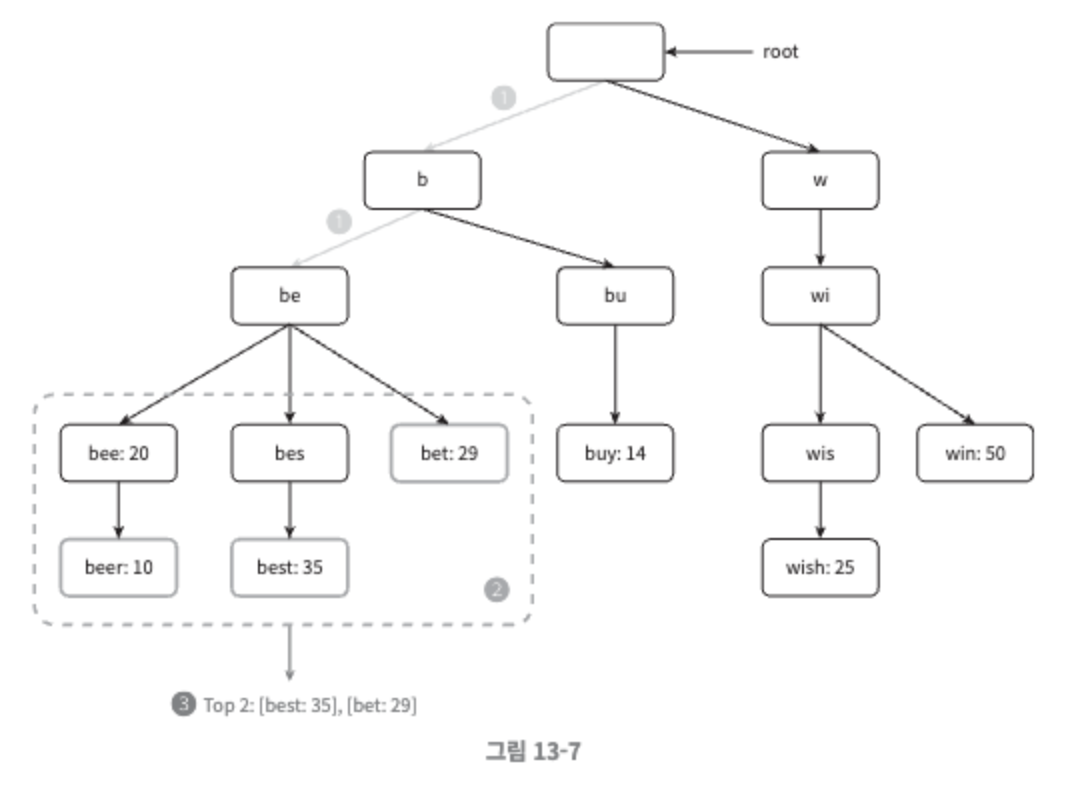 root
1
b
w
1
be
bu
wi
bee: 20
bes
bet: 29
buy: 14
wis
win: 50
beer: 10
best: 35
2
wish: 25
3 Top 2: [best: 35], [bet: 29]
그림 13-7